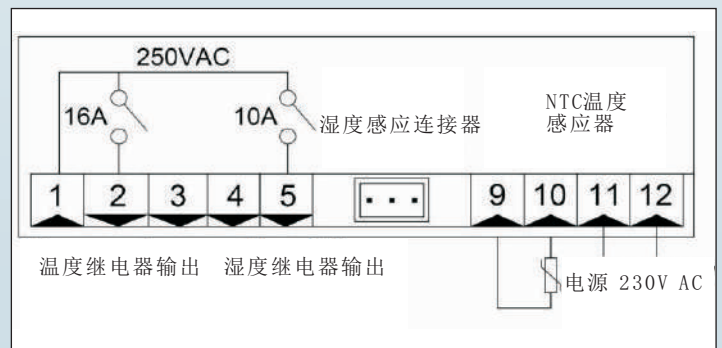 250VAC
16A
10A
湿度感应连接器
NTC温度
感应器
1 2 3 4 5 9 10 11 12
温度继电器输出 湿度继电器输出
电源 230V AC